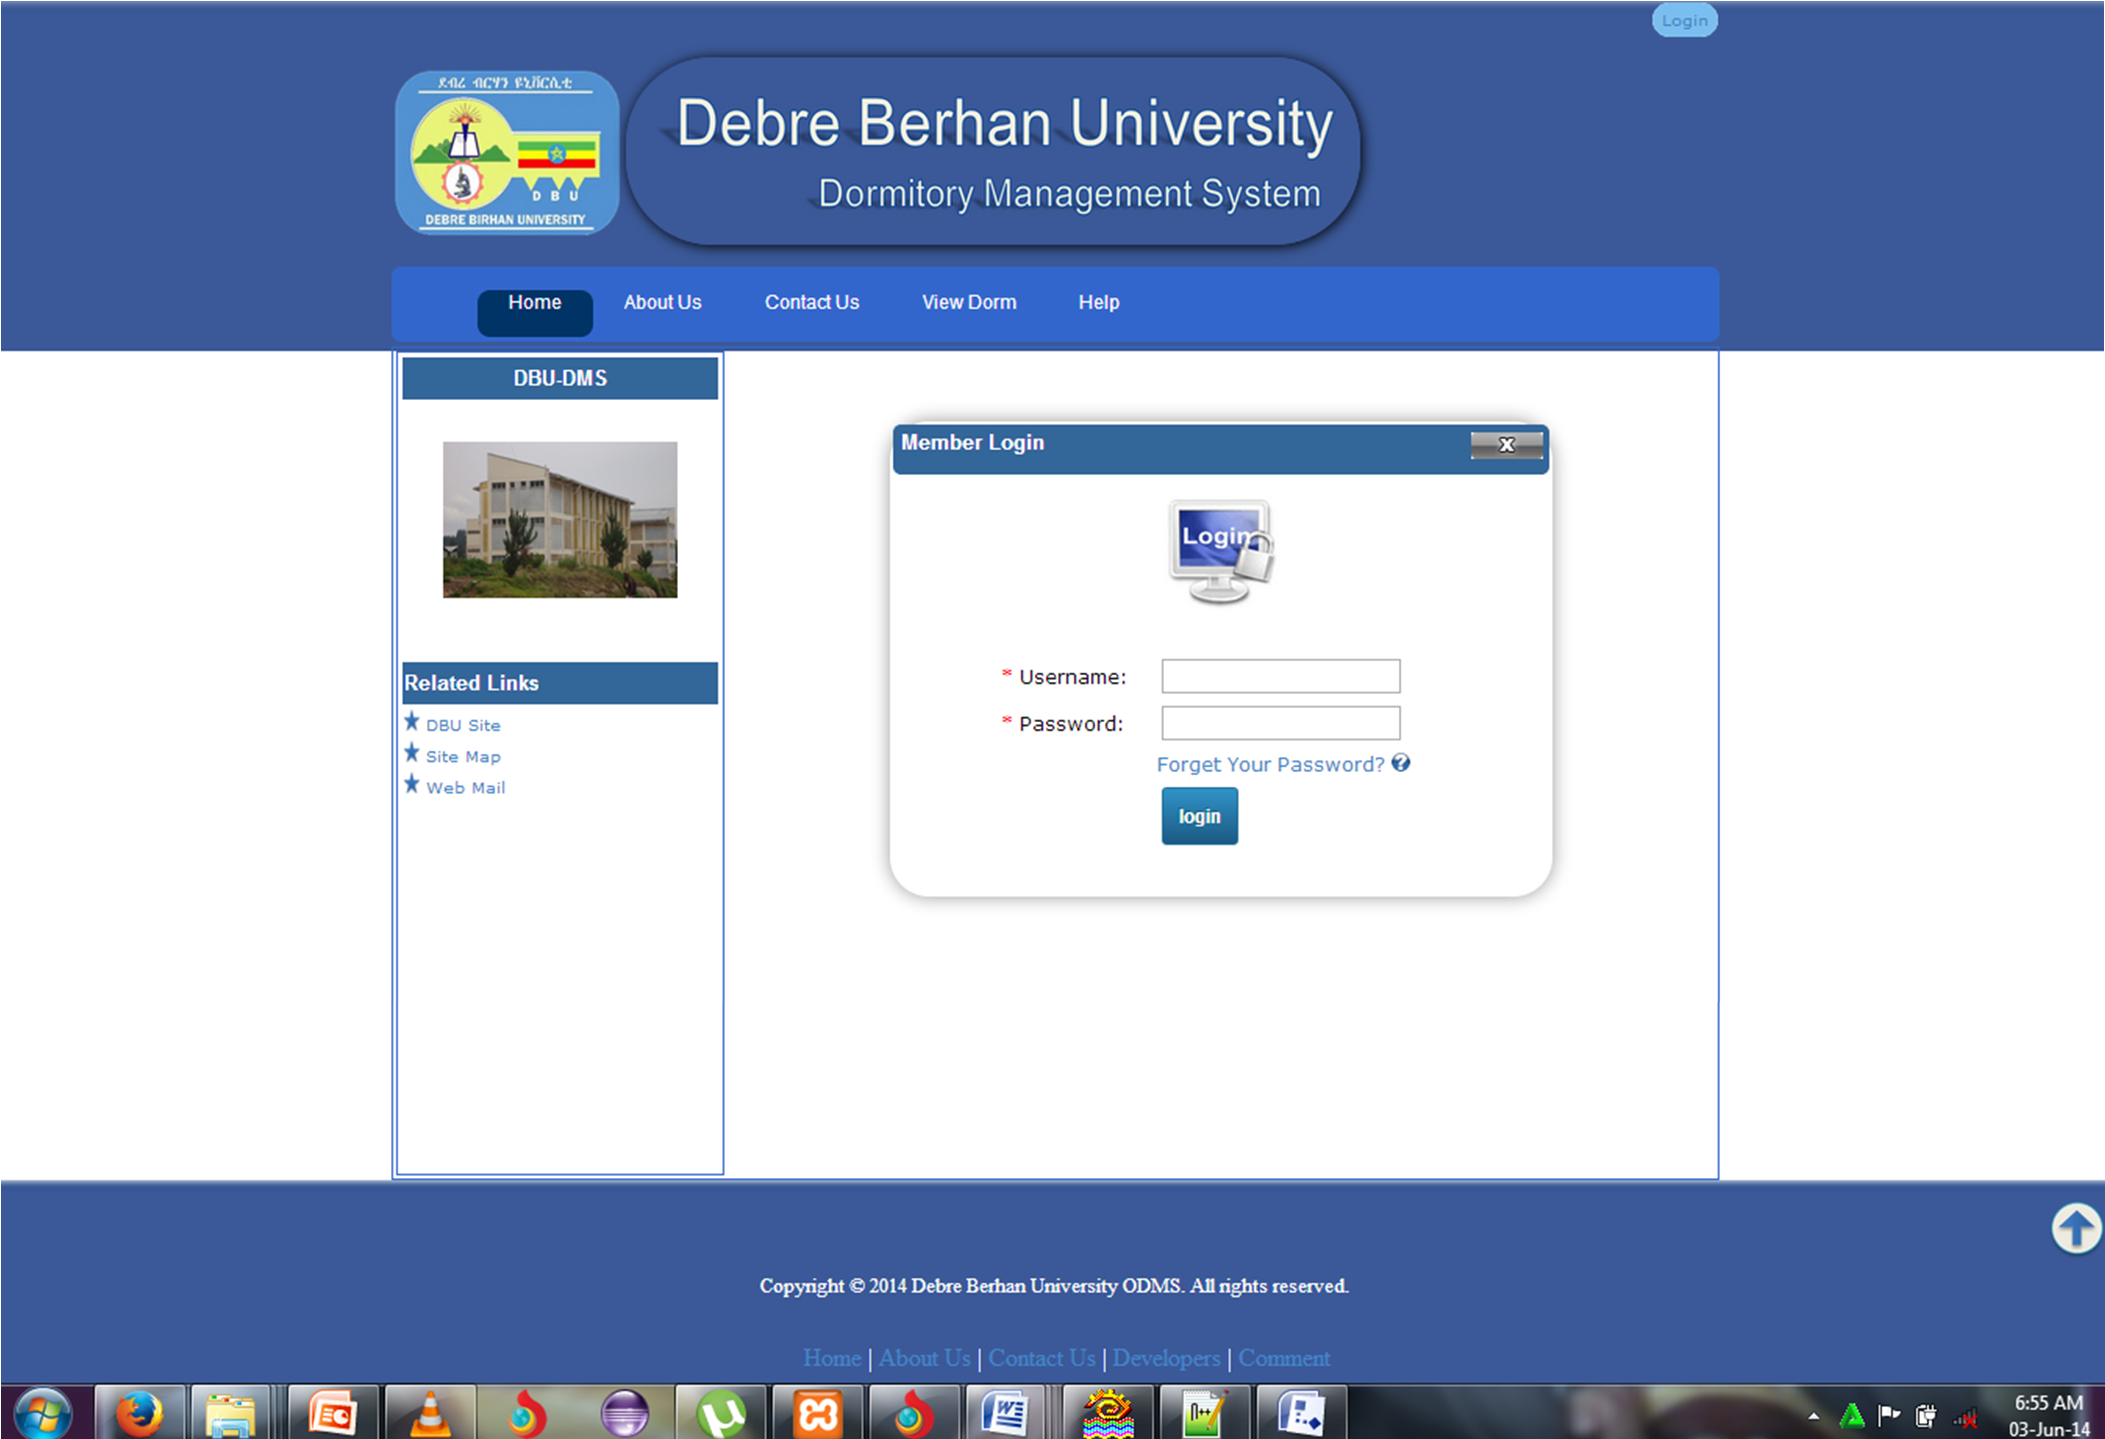 Login
ደብረ ብርሃን ዩኒቨርሲቲ
D B U
DEBRE BIRHAN UNIVERSITY
Debre Berhan University
Dormitory Management System
Home About Us Contact Us View Dorm Help
DBU-DMS
Related Links
DBU Site
Site Map
Web Mail
Member Login
X
Login
* Username:
* Password:
Forget Your Password? ?
login
Copyright © 2014 Debre Berhan University ODMS. All rights reserved.
Home | About Us | Contact Us | Developers | Comment
6:55 AM
03-Jun-14